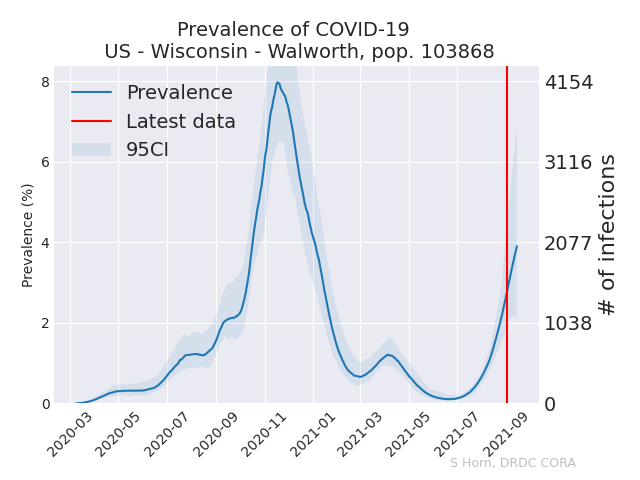 Prevalence of COVID-19
US - Wisconsin - Walworth, pop. 103868
Prevalence
Latest data
95CI
Prevalence (%)
8
6
4
2
0
4154
3116
2077
1038
0
# of infections
2020-03
2020-05
2020-07
2020-09
2020-11
2021-01
2021-03
2021-05
2021-07
2021-09
S Horn, DRDC CORA